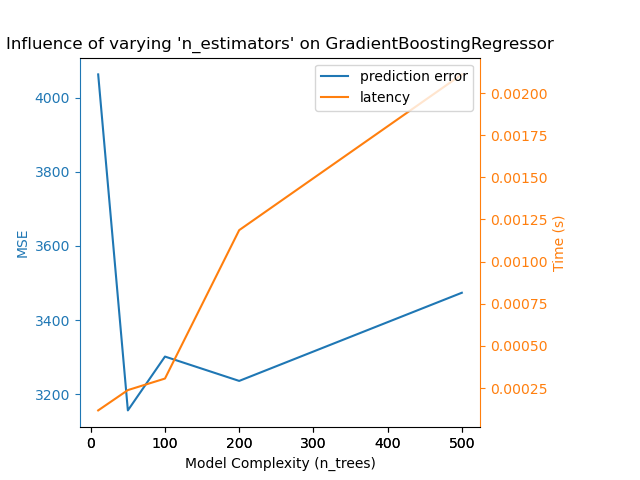 Influence of varying 'n_estimators' on GradientBoostingRegressor
prediction error
latency
4000
3800
3600
3400
3200
MSE
0.00200
0.00175
0.00150
0.00125
0.00100
0.00075
0.00050
0.00025
Time (s)
0 100 200 300 400 500
Model Complexity (n_trees)